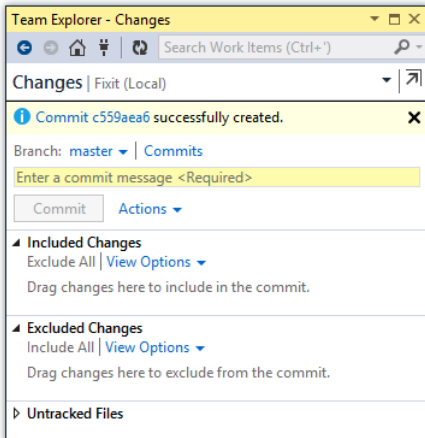 Team Explorer - Changes
Search Work Items (Ctrl+')
Changes | Fixit (Local)
Commit c559aea6 successfully created.
Branch: master | Commits
Enter a commit message <Required>
Commit Actions
Included Changes
Exclude All | View Options
Drag changes here to include in the commit.
Excluded Changes
Include All | View Options
Drag changes here to exclude from the commit.
Untracked Files